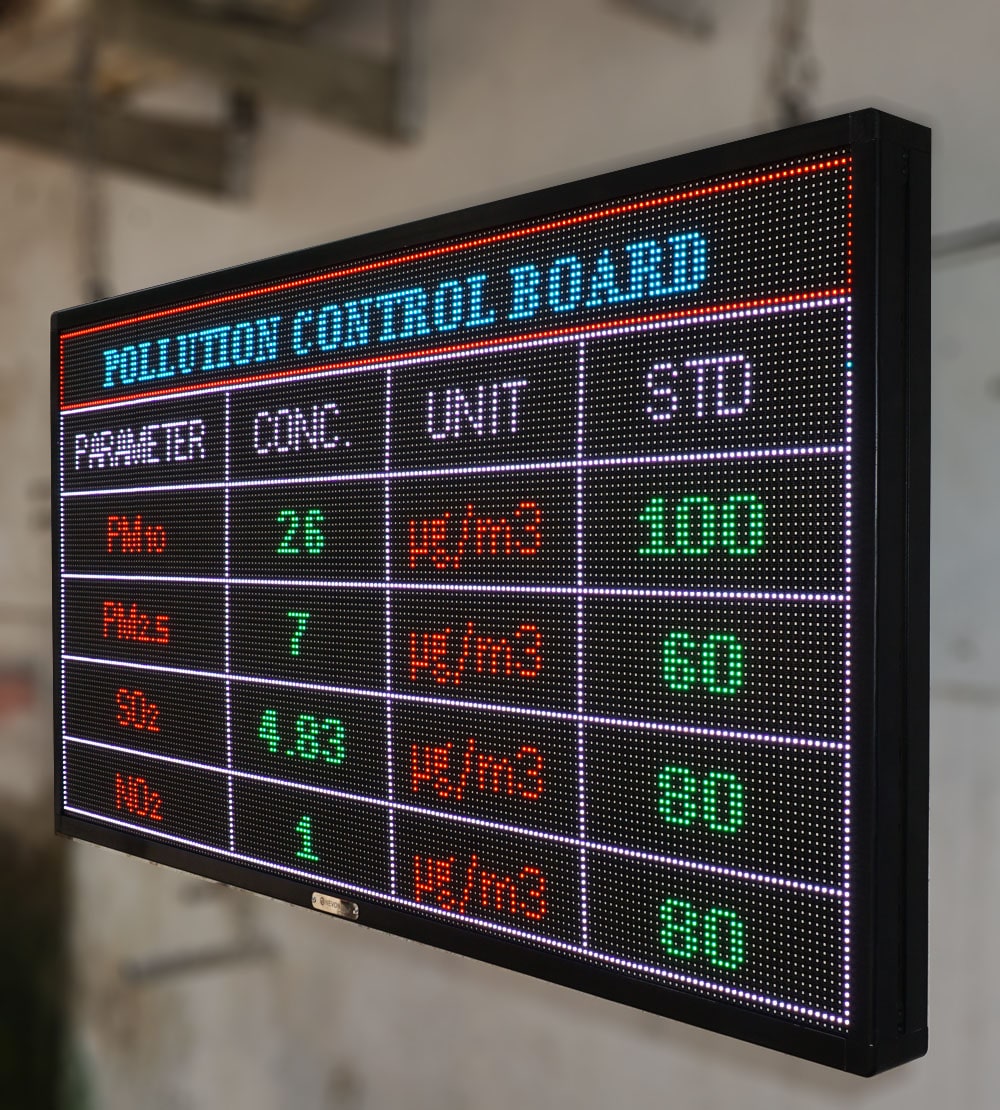 POLLUTION CONTROL BOARD
PARAMETER CONC. UNIT STD
PM10 26 µg/m3 100
PM2.5 7 µg/m3 60
SO2 4.63 µg/m3 80
NO2 1 µg/m3 80